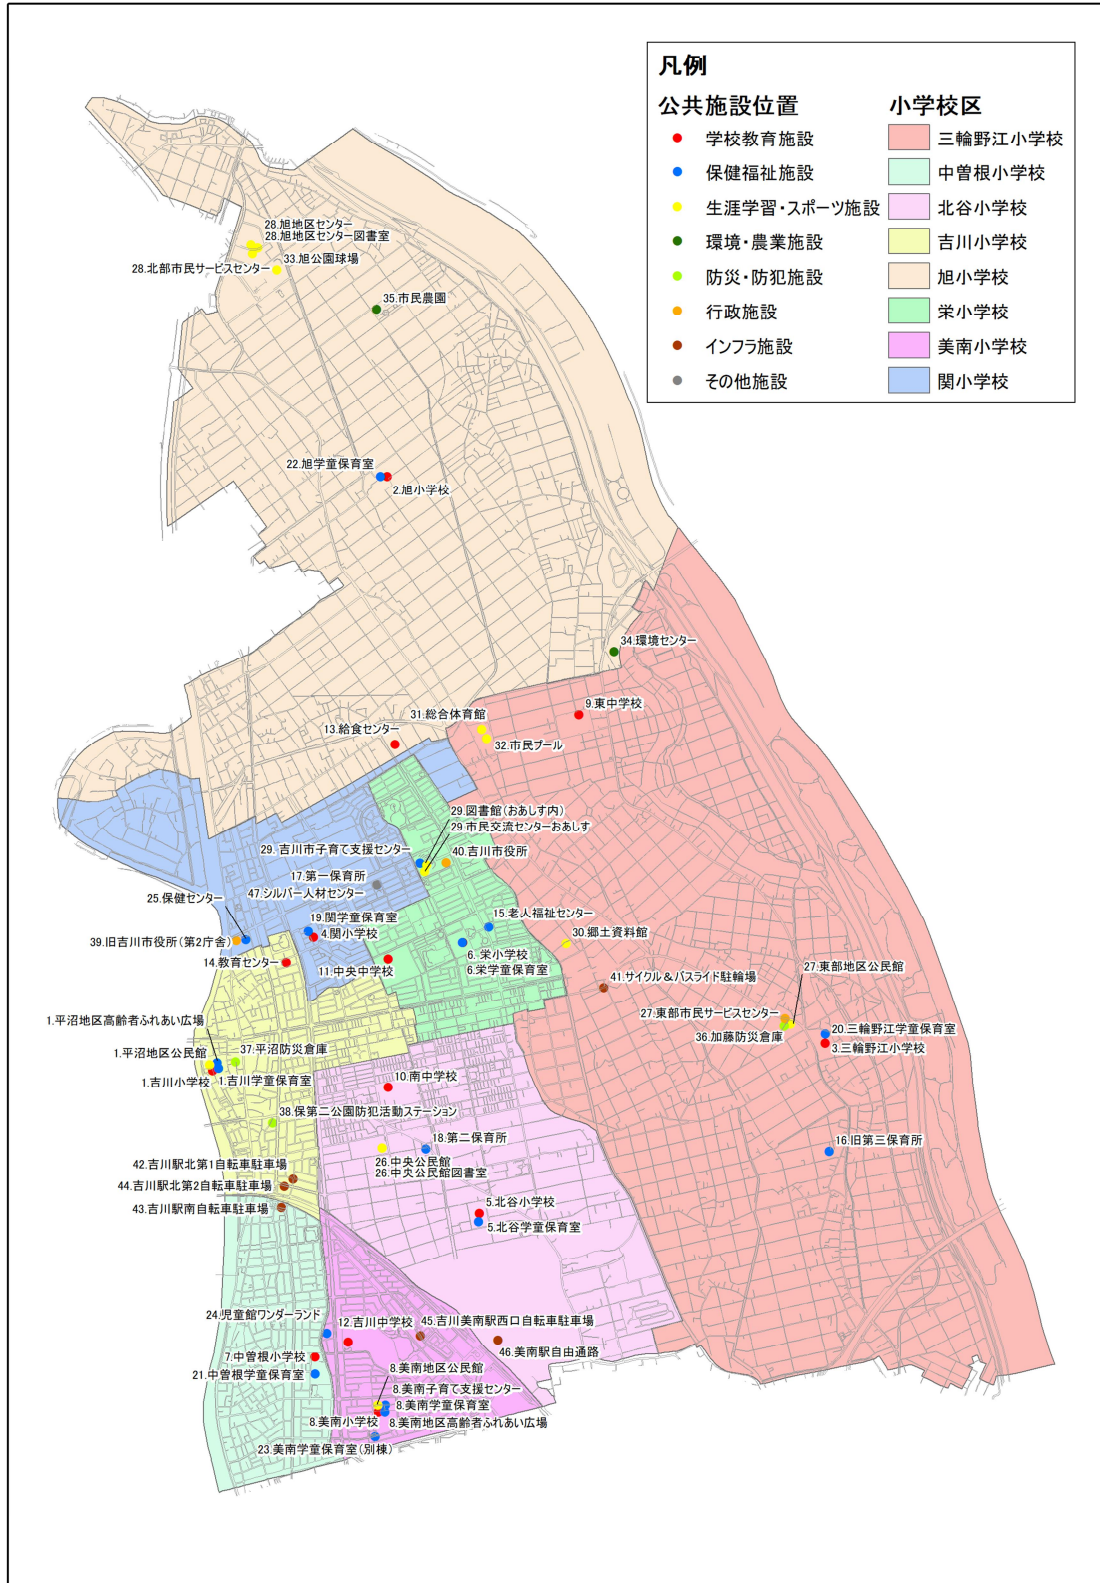 凡例
公共施設位置
学校教育施設
保健福祉施設
生涯学習・スポーツ施設
環境・農業施設
防災・防犯施設
行政施設
インフラ施設
その他施設
小学校区
三輪野江小学校
中曽根小学校
北谷小学校
吉川小学校
旭小学校
栄小学校
美南小学校
関小学校
28.旭地区センター
28.旭地区センター図書室
33.旭公園球場
28.北部市民サービスセンター
35.市民農園
22.旭学童保育室
2.旭小学校
34.環境センター
9.東中学校
31.総合体育館
32.市民プール
13.給食センター
29.図書館(おあしす内)
29.市民交流センターおあしす
29.吉川市子育て支援センター
40.吉川市役所
17.第一保育所
47.シルバー人材センター
25.保健センター
19.関学童保育室
4.関小学校
39.旧吉川市役所(第2庁舎)
15.老人福祉センター
30.郷土資料館
6.栄小学校
6.栄学童保育室
14.教育センター
11.中央中学校
41.サイクル&バスライド駐輪場
27.東部地区公民館
27.東部市民サービスセンター
36.加藤防災倉庫
20.三輪野江学童保育室
3.三輪野江小学校
1.平沼地区高齢者ふれあい広場
1.平沼地区公民館
37.平沼防災倉庫
1.吉川小学校
1.吉川学童保育室
10.南中学校
38.保第二公園防犯活動ステーション
18.第二保育所
26.中央公民館
26.中央公民館図書室
16.旧第三保育所
42.吉川駅北第1自転車駐車場
44.吉川駅北第2自転車駐車場
43.吉川駅南自転車駐車場
5.北谷小学校
5.北谷学童保育室
24.児童館ワンダーランド
12.吉川中学校
45.吉川美南駅西口自転車駐車場
46.美南駅自由通路
7.中曽根小学校
21.中曽根学童保育室
8.美南地区公民館
8.美南子育て支援センター
8.美南学童保育室
8.美南小学校
8.美南地区高齢者ふれあい広場
23.美南学童保育室(別棟)